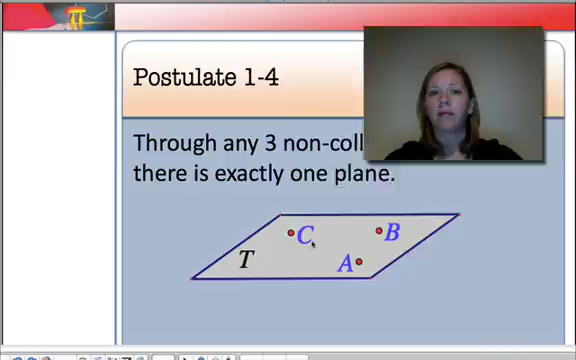 Postulate 1-4
Through any 3 non-coll
there is exactly one plane.
C
B
T
A